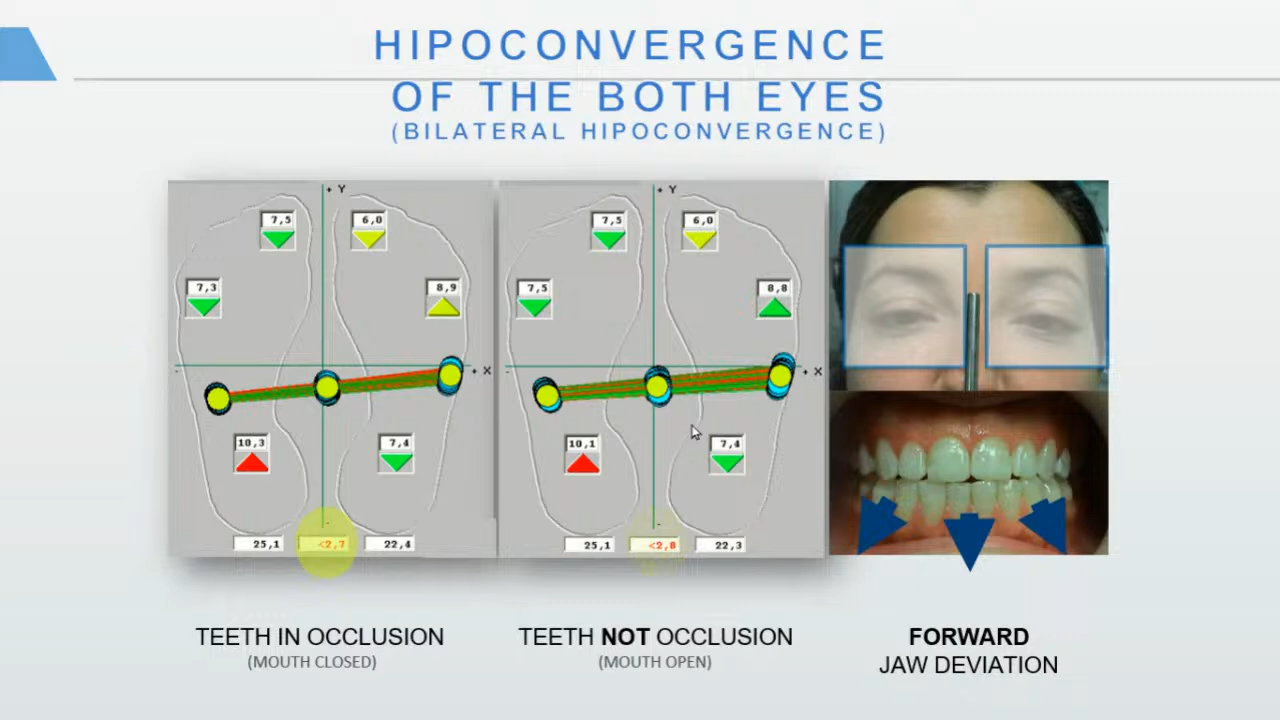 HIPOCONVERGENCE
OF THE BOTH EYES
(BILATERAL HIPOCONVERGENCE)
+ Y
7,5
6,0
7,3
8,9
- + X
10,3
7,4
-
25,1
<2,7
22,4
+ Y
7,5
6,0
7,5
8,8
- + X
10,1
7,4
-
25,1
<2,8
22,3
TEETH IN OCCLUSION
(MOUTH CLOSED)
TEETH NOT OCCLUSION
(MOUTH OPEN)
FORWARD
JAW DEVIATION